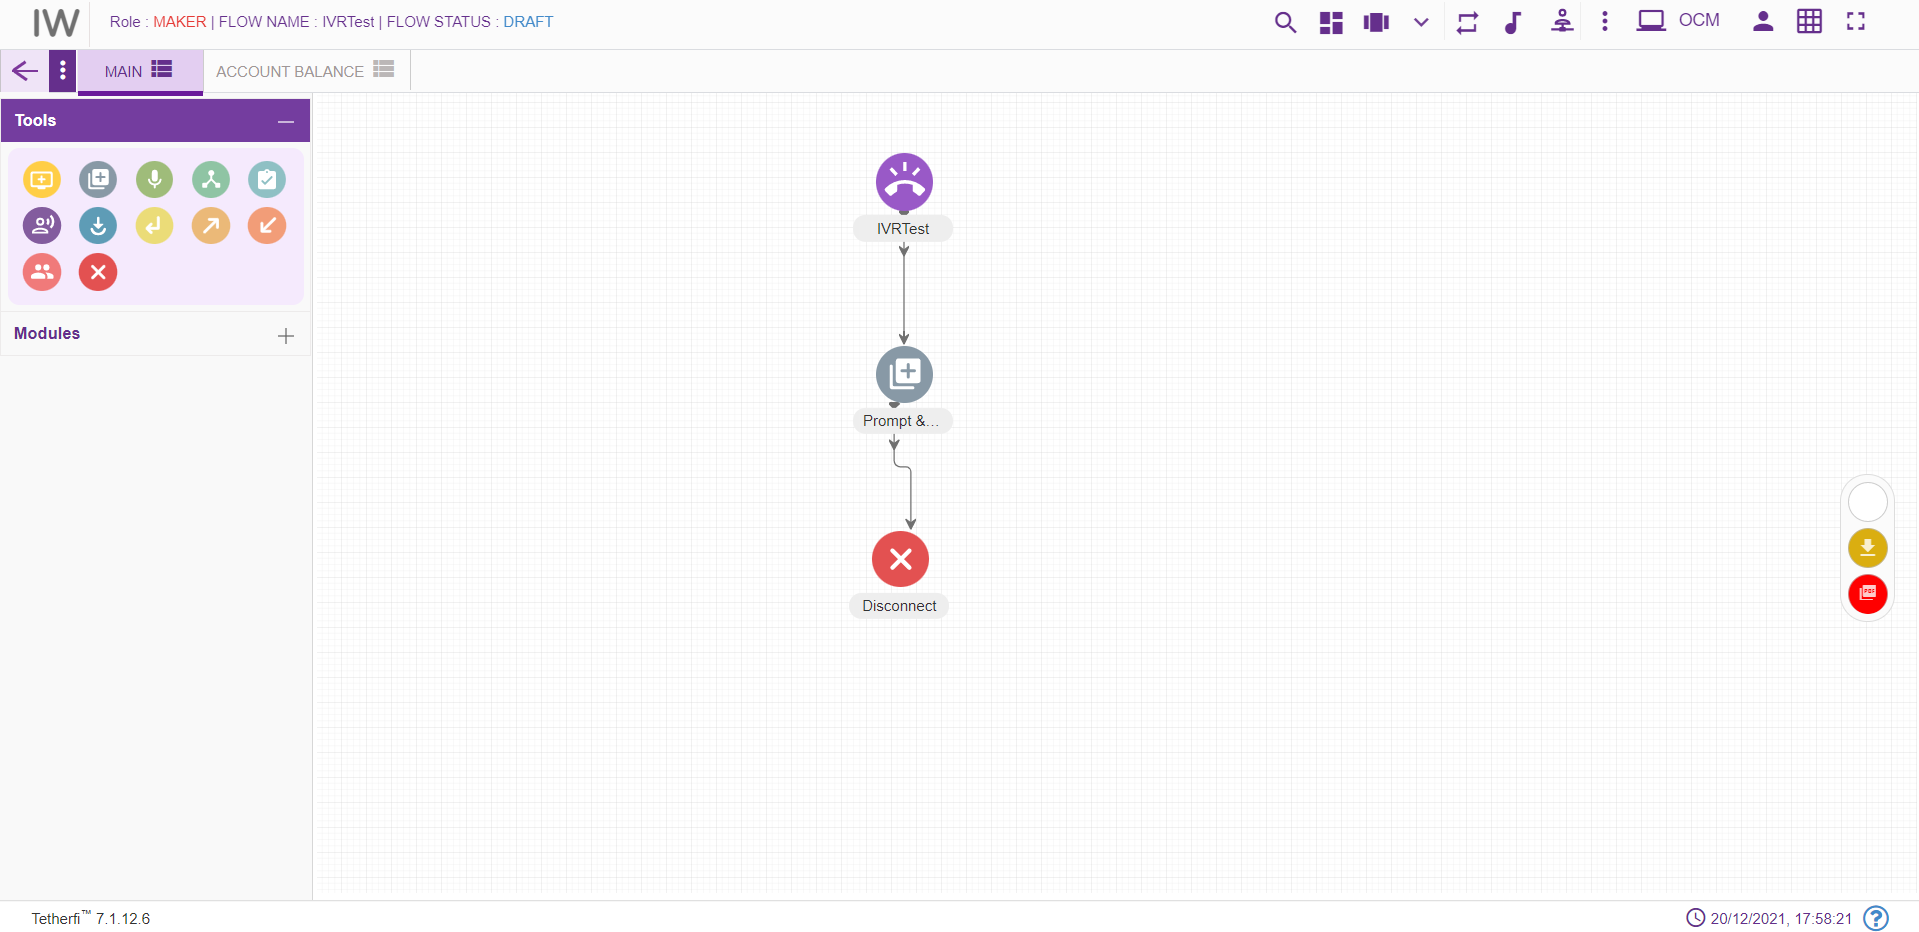 IW
Role : MAKER | FLOW NAME : IVRTest | FLOW STATUS : DRAFT
OCM
MAIN
ACCOUNT BALANCE
Tools
Modules
IVRTest
Prompt &...
Disconnect
PDF
Tetherfi™ 7.1.12.6
20/12/2021, 17:58:21
?